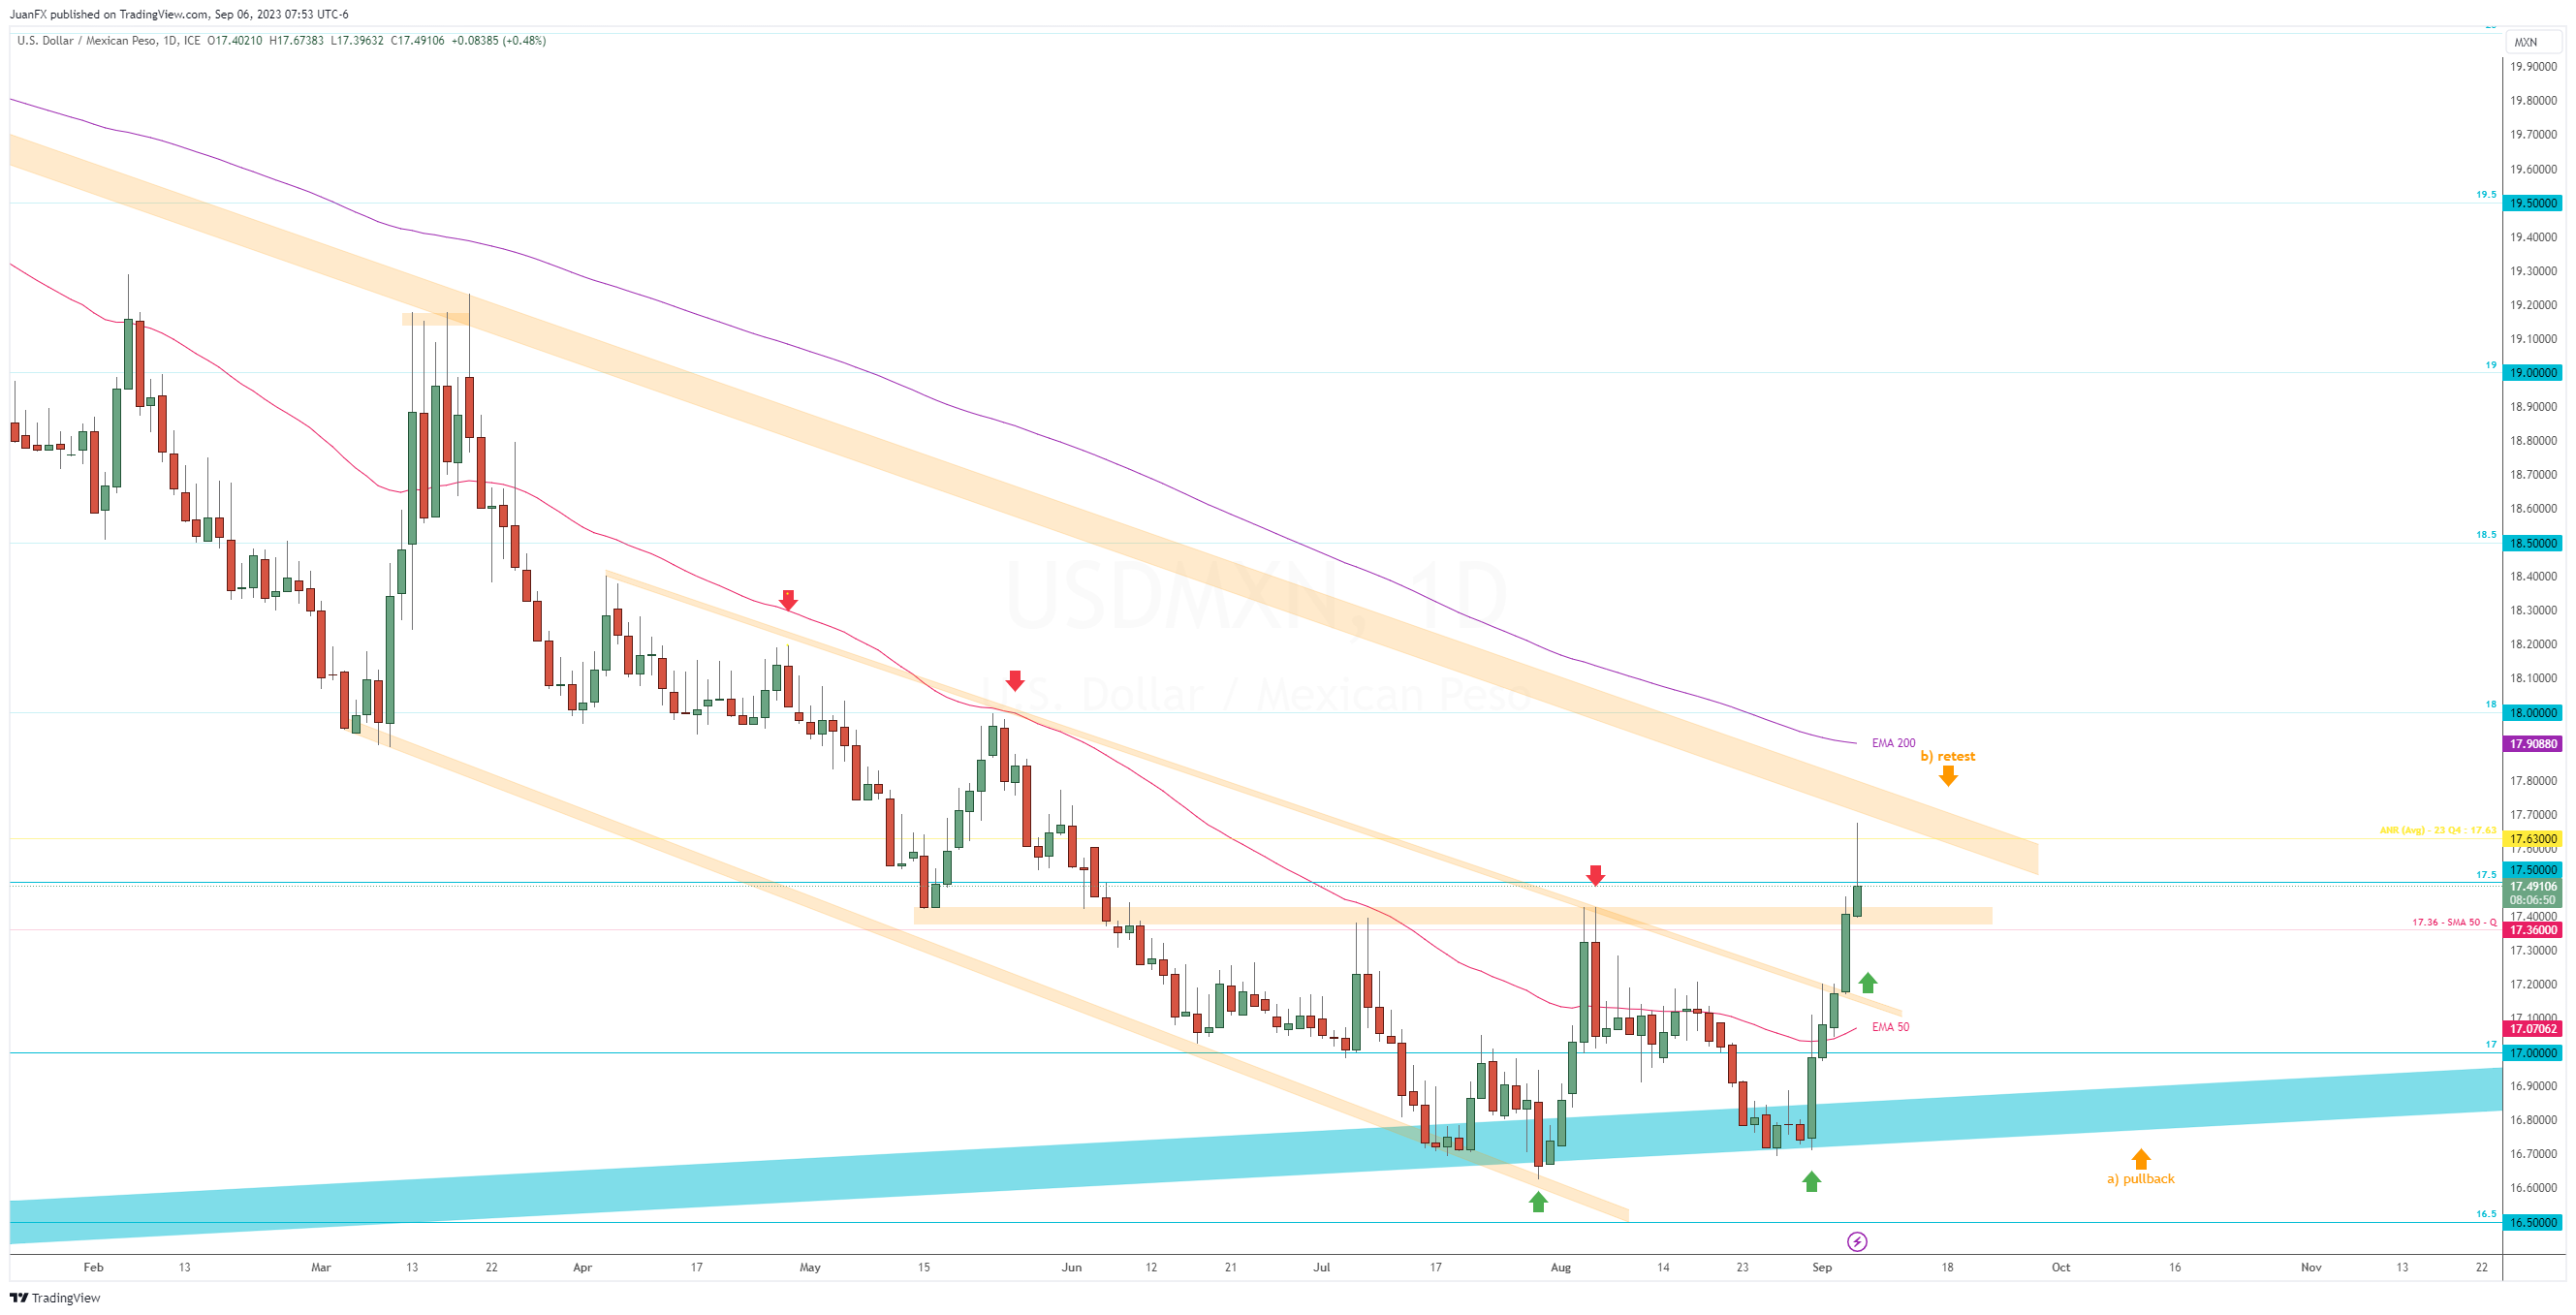 JuanFX published on TradingView.com, Sep 06, 2023 07:53 UTC-6
U.S. Dollar / Mexican Peso, 1D, ICE O17.40210 H17.67383 L17.39632 C17.49106 +0.08385 (+0.48%)
MXN
19.90000
19.80000
19.70000
19.60000
19.5 19.50000
19.40000
19.30000
19.20000
19.10000
19 19.00000
18.90000
18.80000
18.70000
18.60000
18.5 18.50000
18.40000
USDMXN, 1D
18.30000
18.20000
18.10000
U.S. Dollar / Mexican Peso
18 18.00000
EMA 200 17.90880
b) retest
17.80000
17.70000
ANR (Avg) - 23 Q4 : 17.63 17.63000
17.60000
17.5 17.50000
17.49106
08:06:50
17.40000
17.36 - SMA 50 - Q 17.36000
17.30000
17.20000
17.10000
EMA 50 17.07062
17 17.00000
16.90000
16.80000
16.70000
a) pullback
16.60000
16.5 16.50000
Feb 13 Mar 13 22 Apr 17 May 15 Jun 12 21 Jul 17 Aug 14 23 Sep 18 Oct 16 Nov 13 22
TradingView